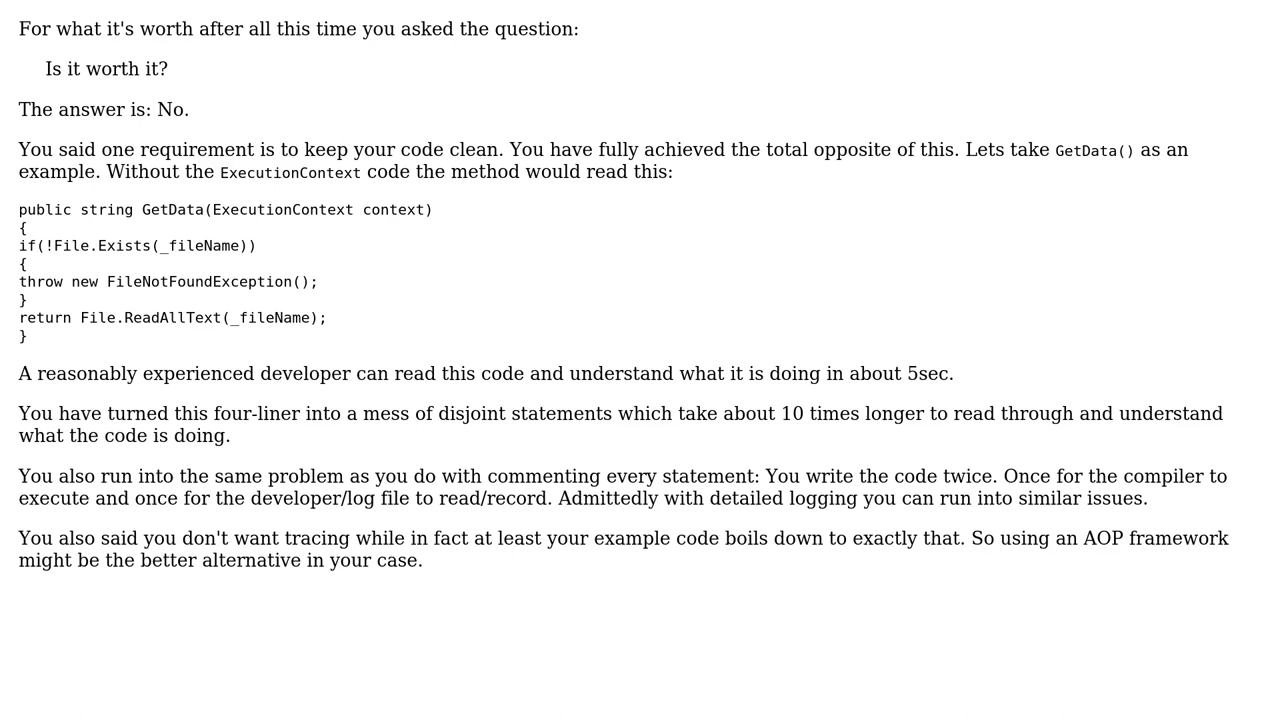 For what it's worth after all this time you asked the question:
Is it worth it?
The answer is: No.
You said one requirement is to keep your code clean. You have fully achieved the total opposite of this. Lets take GetData() as an
example. Without the ExecutionContext code the method would read this:
public string GetData(ExecutionContext context)
{
if(!File.Exists(_fileName))
{
throw new FileNotFoundException();
}
return File.ReadAllText(_fileName);
}
A reasonably experienced developer can read this code and understand what it is doing in about 5sec.
You have turned this four-liner into a mess of disjoint statements which take about 10 times longer to read through and understand
what the code is doing.
You also run into the same problem as you do with commenting every statement: You write the code twice. Once for the compiler to
execute and once for the developer/log file to read/record. Admittedly with detailed logging you can run into similar issues.
You also said you don't want tracing while in fact at least your example code boils down to exactly that. So using an AOP framework
might be the better alternative in your case.